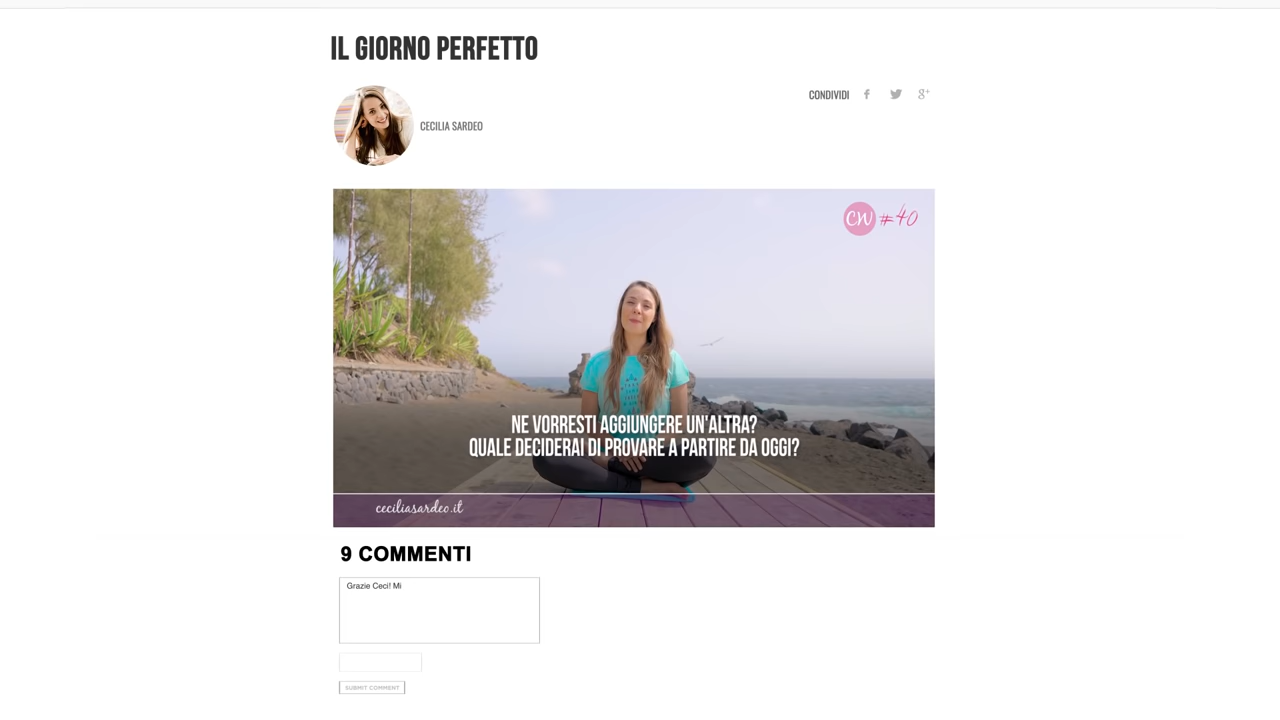 IL GIORNO PERFETTO
CONDIVIDI f g+
CECILIA SARDEO
CW #40
NE VORRESTI AGGIUNGERE UN'ALTRA?
QUALE DECIDERAI DI PROVARE A PARTIRE DA OGGI?
ceciliasardeo.it
9 COMMENTI
Grazie Ceci! Mi
SUBMIT COMMENT